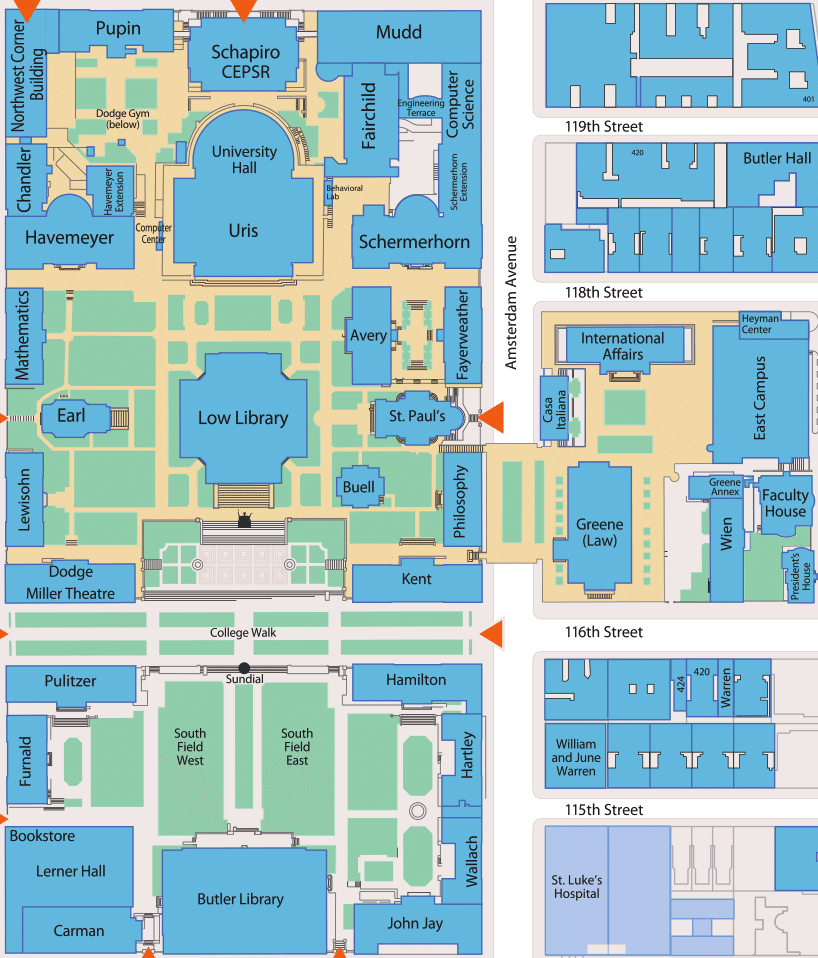 Pupin
Schapiro
CEPSR
Mudd
Northwest Corner
Building
Dodge Gym
(below)
Fairchild
Engineering
Terrace
Computer
Science
401
119th Street
Chandler
Havemeyer
Extension
University
Hall
Uris
Behavioral
Lab
Schermerhorn
Extension
420
Butler Hall
Havemeyer
Computer
Center
Schermerhorn
Amsterdam Avenue
118th Street
Mathematics
Avery
Fayerweather
Heyman
Center
International
Affairs
East Campus
Casa
Italiana
Earl
Low Library
St. Paul's
Lewisohn
Buell
Philosophy
Greene
(Law)
Greene
Annex
Wien
Faculty
House
President's
House
Dodge
Miller Theatre
Kent
College Walk
116th Street
Sundial
Pulitzer
Hamilton
424
420
Warren
South
Field
West
South
Field
East
Furnald
Hartley
William
and June
Warren
115th Street
Bookstore
Lerner Hall
Wallach
Butler Library
St. Luke's
Hospital
Carman
John Jay